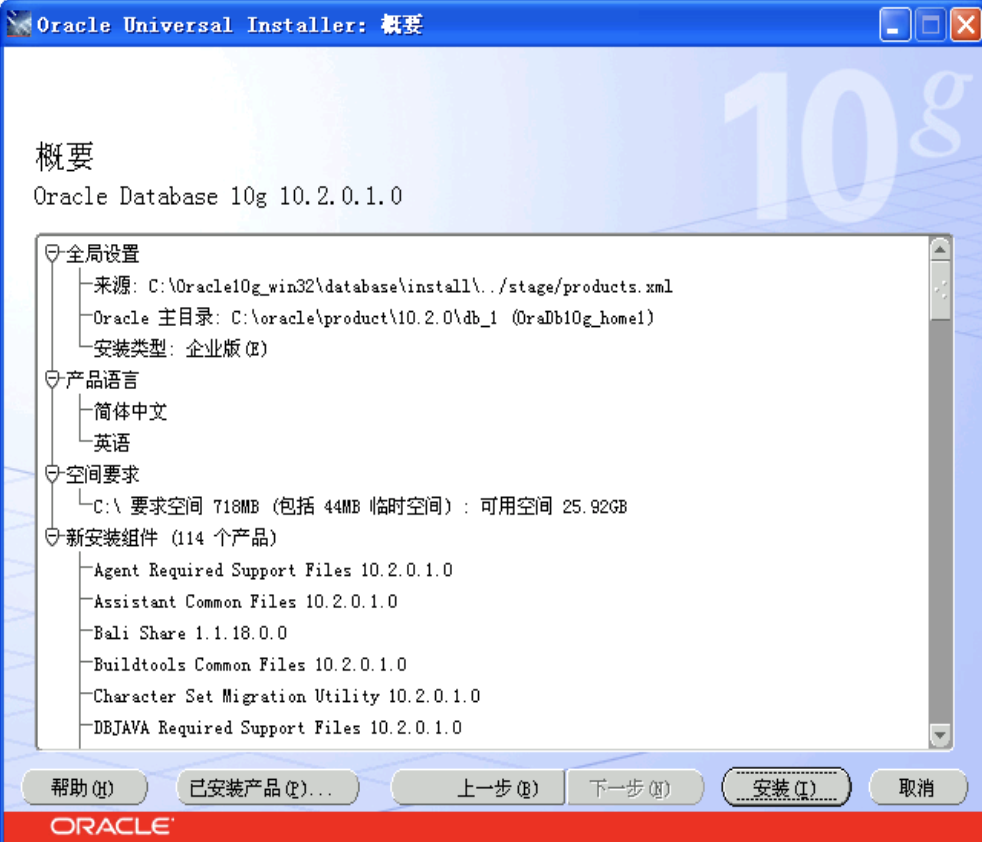 Oracle Universal Installer: 概要
10g
概要
Oracle Database 10g 10.2.0.1.0
全局设置
来源: C:\Oracle10g_win32\database\install\../stage/products.xml
Oracle 主目录: C:\oracle\product\10.2.0\db_1 (OraDb10g_home1)
安装类型: 企业版(E)
产品语言
简体中文
英语
空间要求
C:\ 要求空间 718MB (包括 44MB 临时空间) : 可用空间 25.92GB
新安装组件 (114 个产品)
Agent Required Support Files 10.2.0.1.0
Assistant Common Files 10.2.0.1.0
Bali Share 1.1.18.0.0
Buildtools Common Files 10.2.0.1.0
Character Set Migration Utility 10.2.0.1.0
DBJAVA Required Support Files 10.2.0.1.0
帮助(H) 已安装产品(P)... 上一步(B) 下一步(N) 安装(I) 取消
ORACLE